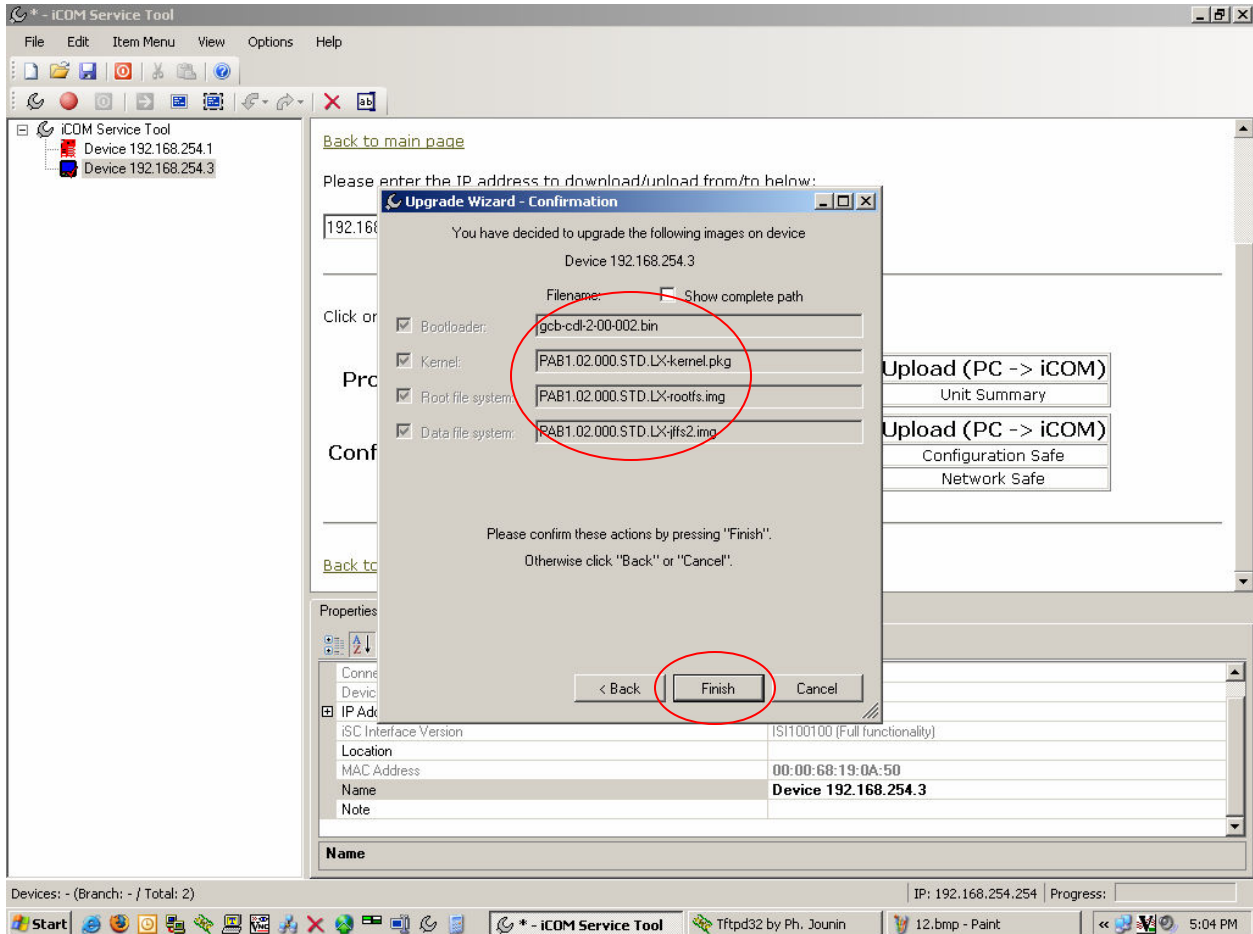 * - iCOM Service Tool
File Edit Item Menu View Options Help
iCOM Service Tool
Device 192.168.254.1
Device 192.168.254.3
Back to main page
Please enter the IP address to download/upload from/to below:
192.168
Click or
Pro
Upload (PC -> iCOM)
Unit Summary
Conf
Upload (PC -> iCOM)
Configuration Safe
Network Safe
Back to
Upgrade Wizard - Confirmation
You have decided to upgrade the following images on device
Device 192.168.254.3
Filename: Show complete path
Bootloader: gcb-cdl-2-00-002.bin
Kernel: PAB1.02.000.STD.LX-kernel.pkg
Root file system: PAB1.02.000.STD.LX-rootfs.img
Data file system: PAB1.02.000.STD.LX-jffs2.img
Please confirm these actions by pressing "Finish".
Otherwise click "Back" or "Cancel".
< Back Finish Cancel
Properties
Conne
Devic
IP Add
iSC Interface Version ISI100100 (Full functionality)
Location
MAC Address 00:00:68:19:0A:50
Name Device 192.168.254.3
Note
Name
Devices: - (Branch: - / Total: 2) IP: 192.168.254.254 Progress:
Start * - iCOM Service Tool Tftpd32 by Ph. Jounin 12.bmp - Paint « 5:04 PM